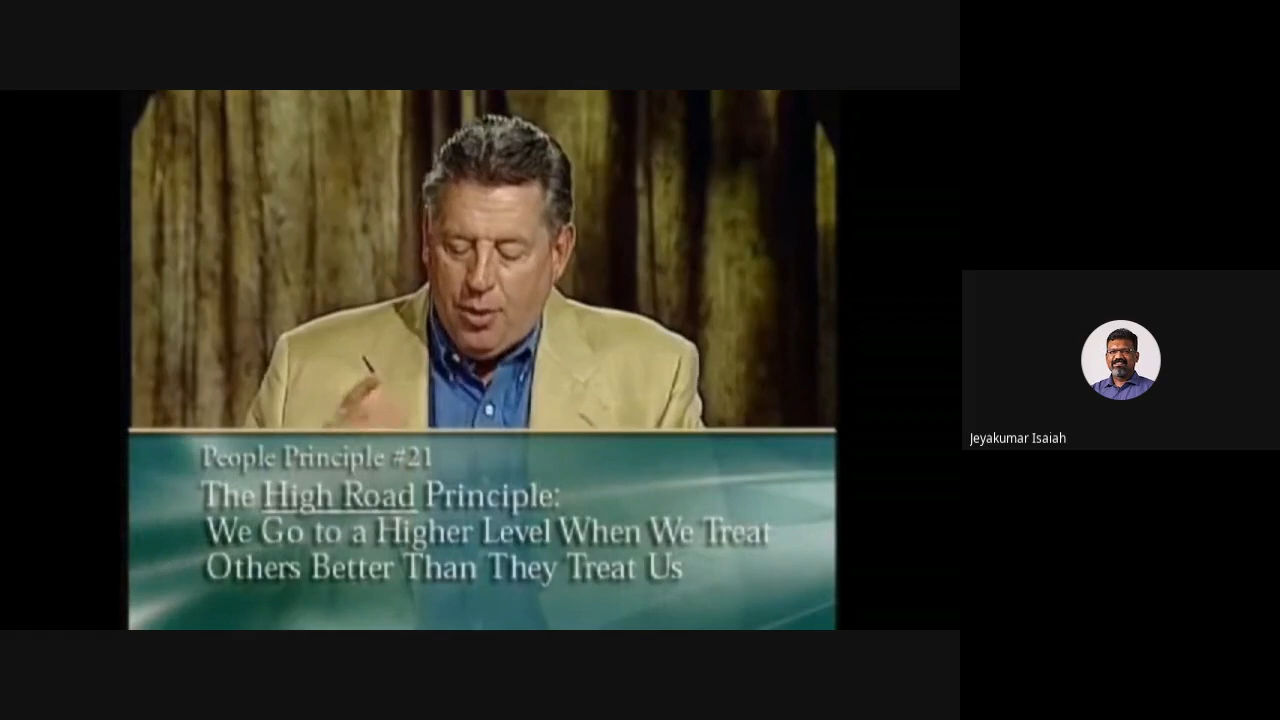 People Principle #21
The High Road Principle:
We Go to a Higher Level When We Treat
Others Better Than They Treat Us
Jeyakumar Isaiah